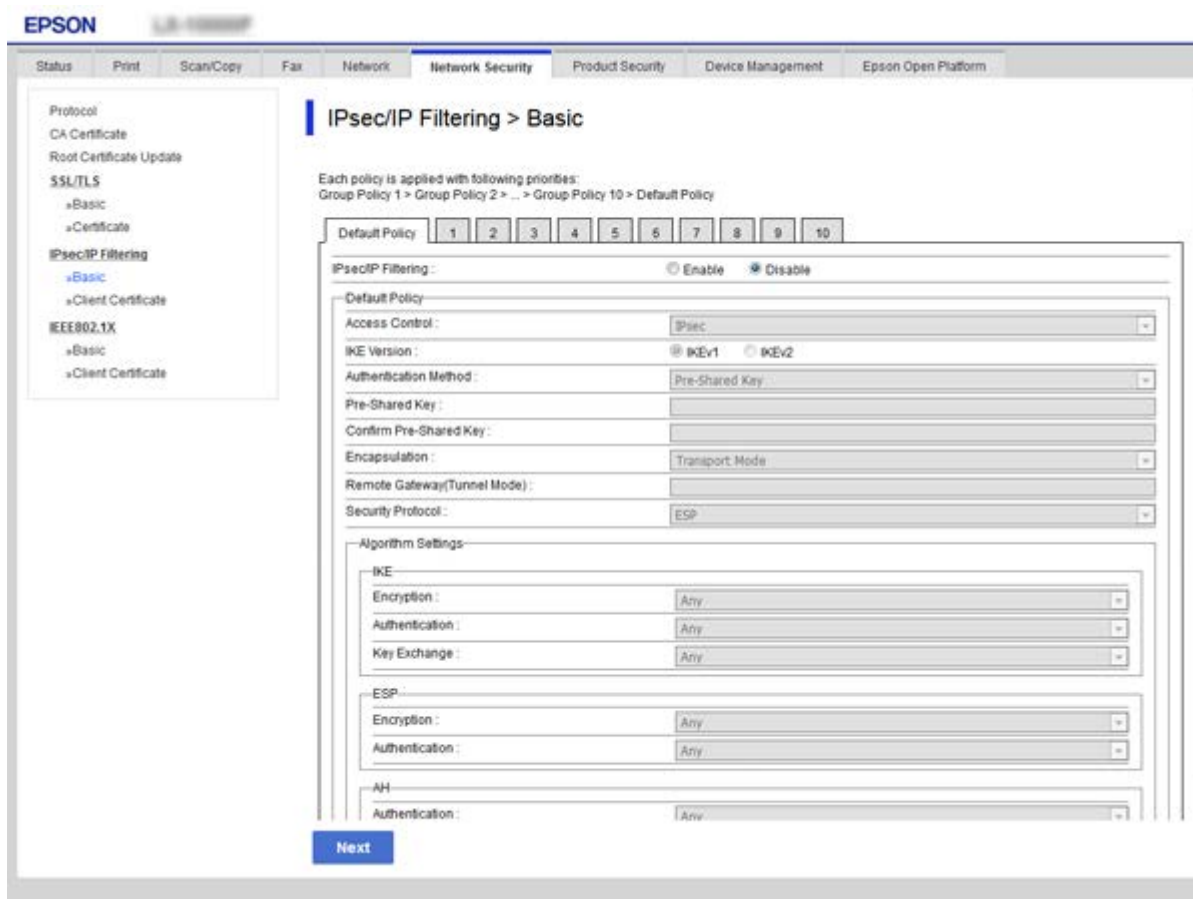 EPSON
Status Print Scan/Copy Fax Network Network Security Product Security Device Management Epson Open Platform
Protocol
CA Certificate
Root Certificate Update
SSL/TLS
»Basic
»Certificate
IPsec/IP Filtering
»Basic
»Client Certificate
IEEE802.1X
»Basic
»Client Certificate
IPsec/IP Filtering > Basic
Each policy is applied with following priorities:
Group Policy 1 > Group Policy 2 > ... > Group Policy 10 > Default Policy
Default Policy 1 2 3 4 5 6 7 8 9 10
IPsec/IP Filtering : Enable Disable
Default Policy
Access Control : IPsec
IKE Version : IKEv1 IKEv2
Authentication Method : Pre-Shared Key
Pre-Shared Key :
Confirm Pre-Shared Key :
Encapsulation : Transport Mode
Remote Gateway(Tunnel Mode) :
Security Protocol : ESP
Algorithm Settings
IKE
Encryption : Any
Authentication : Any
Key Exchange : Any
ESP
Encryption : Any
Authentication : Any
AH
Authentication : Any
Next